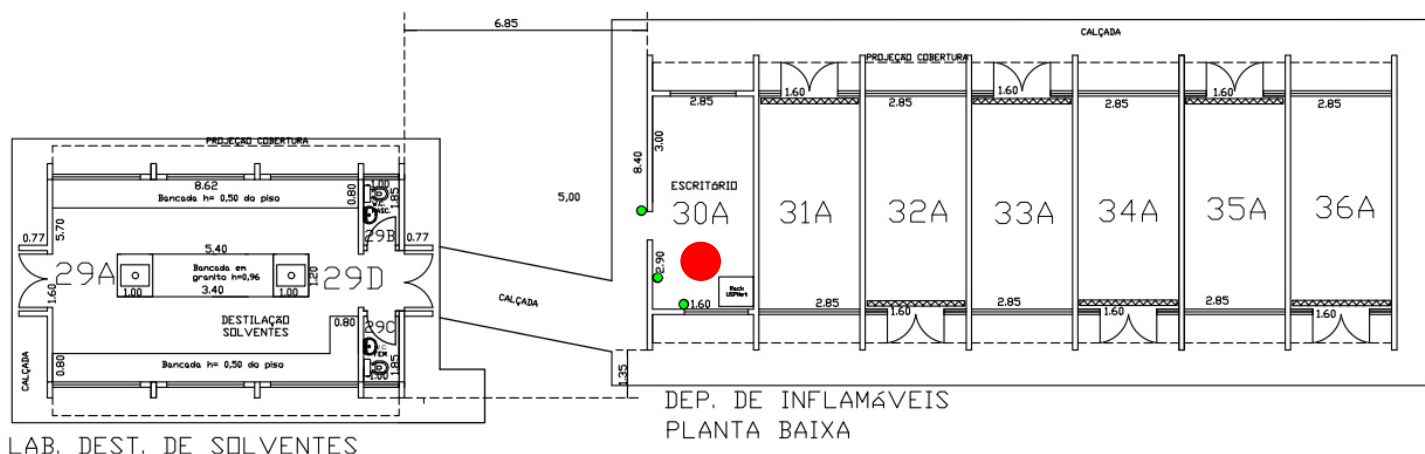 6.85
CALÇADA
PROJEÇÃO COBERTURA
1.60
1.60
1.60
2.85
2.85
2.85
2.85
PROJEÇÃO COBERTURA
3.00
8.40
8.62
Bancada h= 0,50 do piso
0.80
1.00
1.85
ESCRITÓRIO
5,00
30A
31A
32A
33A
34A
35A
36A
0.77
5.70
29B
0.77
5.40
Bancada em
granito h=0,96
29A
29D
1.20
1.00
3.40
1.00
1.60
2.90
Rack
USPNet
CALÇADA
1.60
2.85
2.85
2.85
DESTILAÇÃO
SOLVENTES
0.80
29C
1.60
1.60
1.60
CALÇADA
0.80
Bancada h= 0,50 do piso
FEM
1.00
1.85
1.35
DEP. DE INFLAMÁVEIS
PLANTA BAIXA
LAB. DEST. DE SOLVENTES